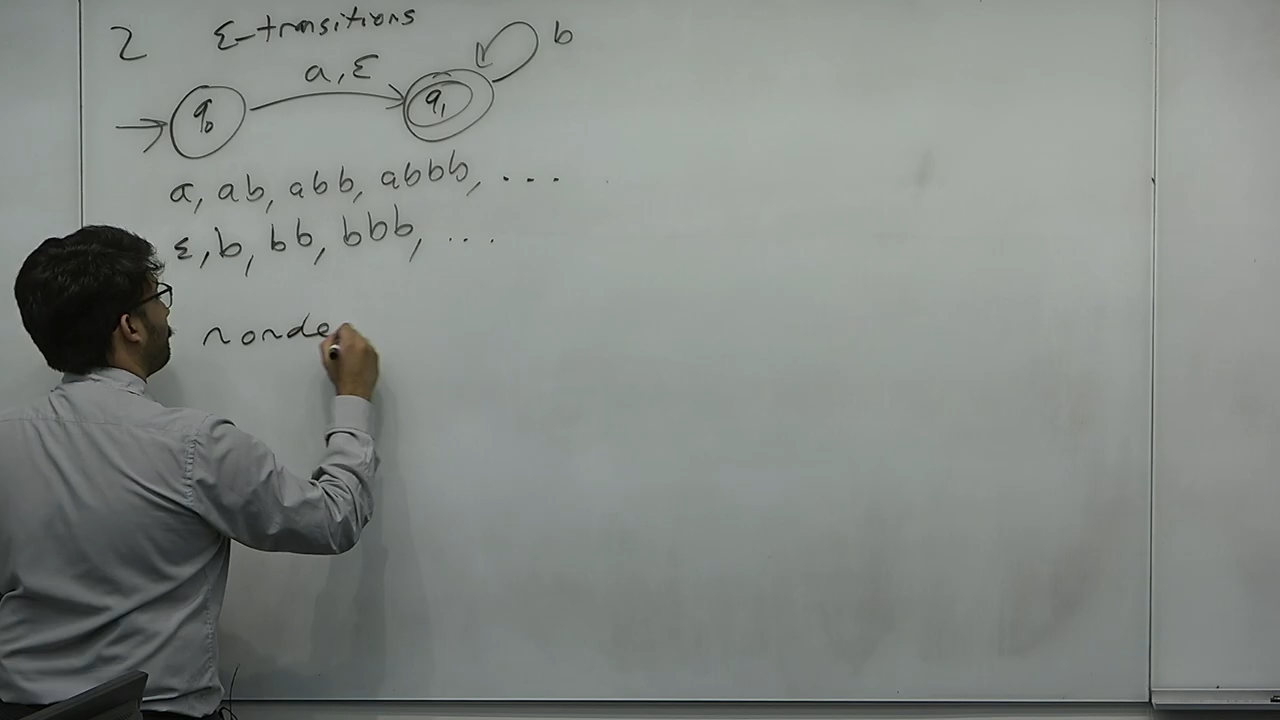 2 ε-transitions
b
a, ε
q₀ q₁
a, ab, abb, abbb, ...
ε, b, bb, bbb, ...
nonde